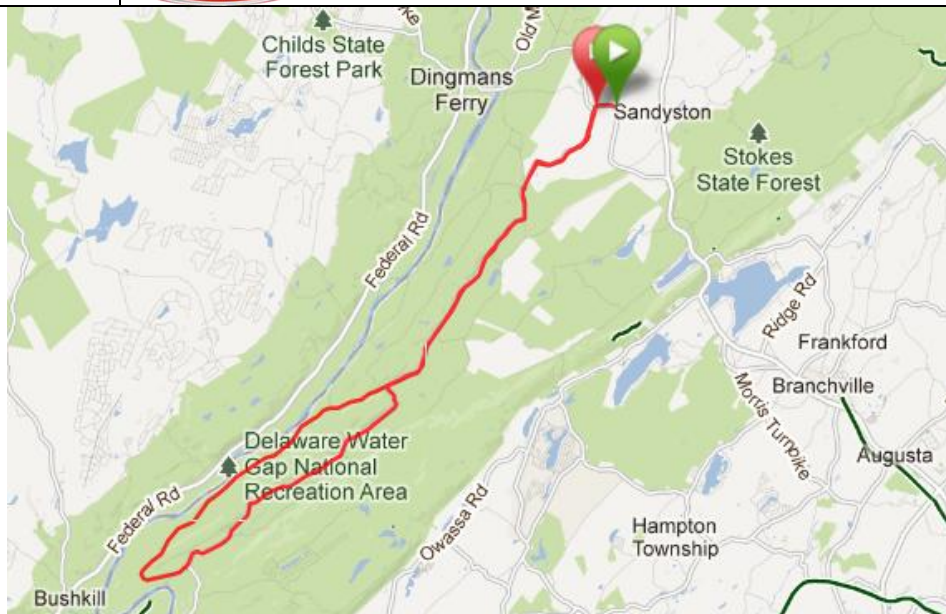 Childs State
Forest Park
Old M
Dingmans
Ferry
Sandyston
Stokes
State Forest
Federal Rd
Ridge Rd
Frankford
Branchville
Morris Turnpike
Augusta
Delaware Water
Gap National
Recreation Area
Federal Rd
Owassa Rd
Hampton
Township
Bushkill